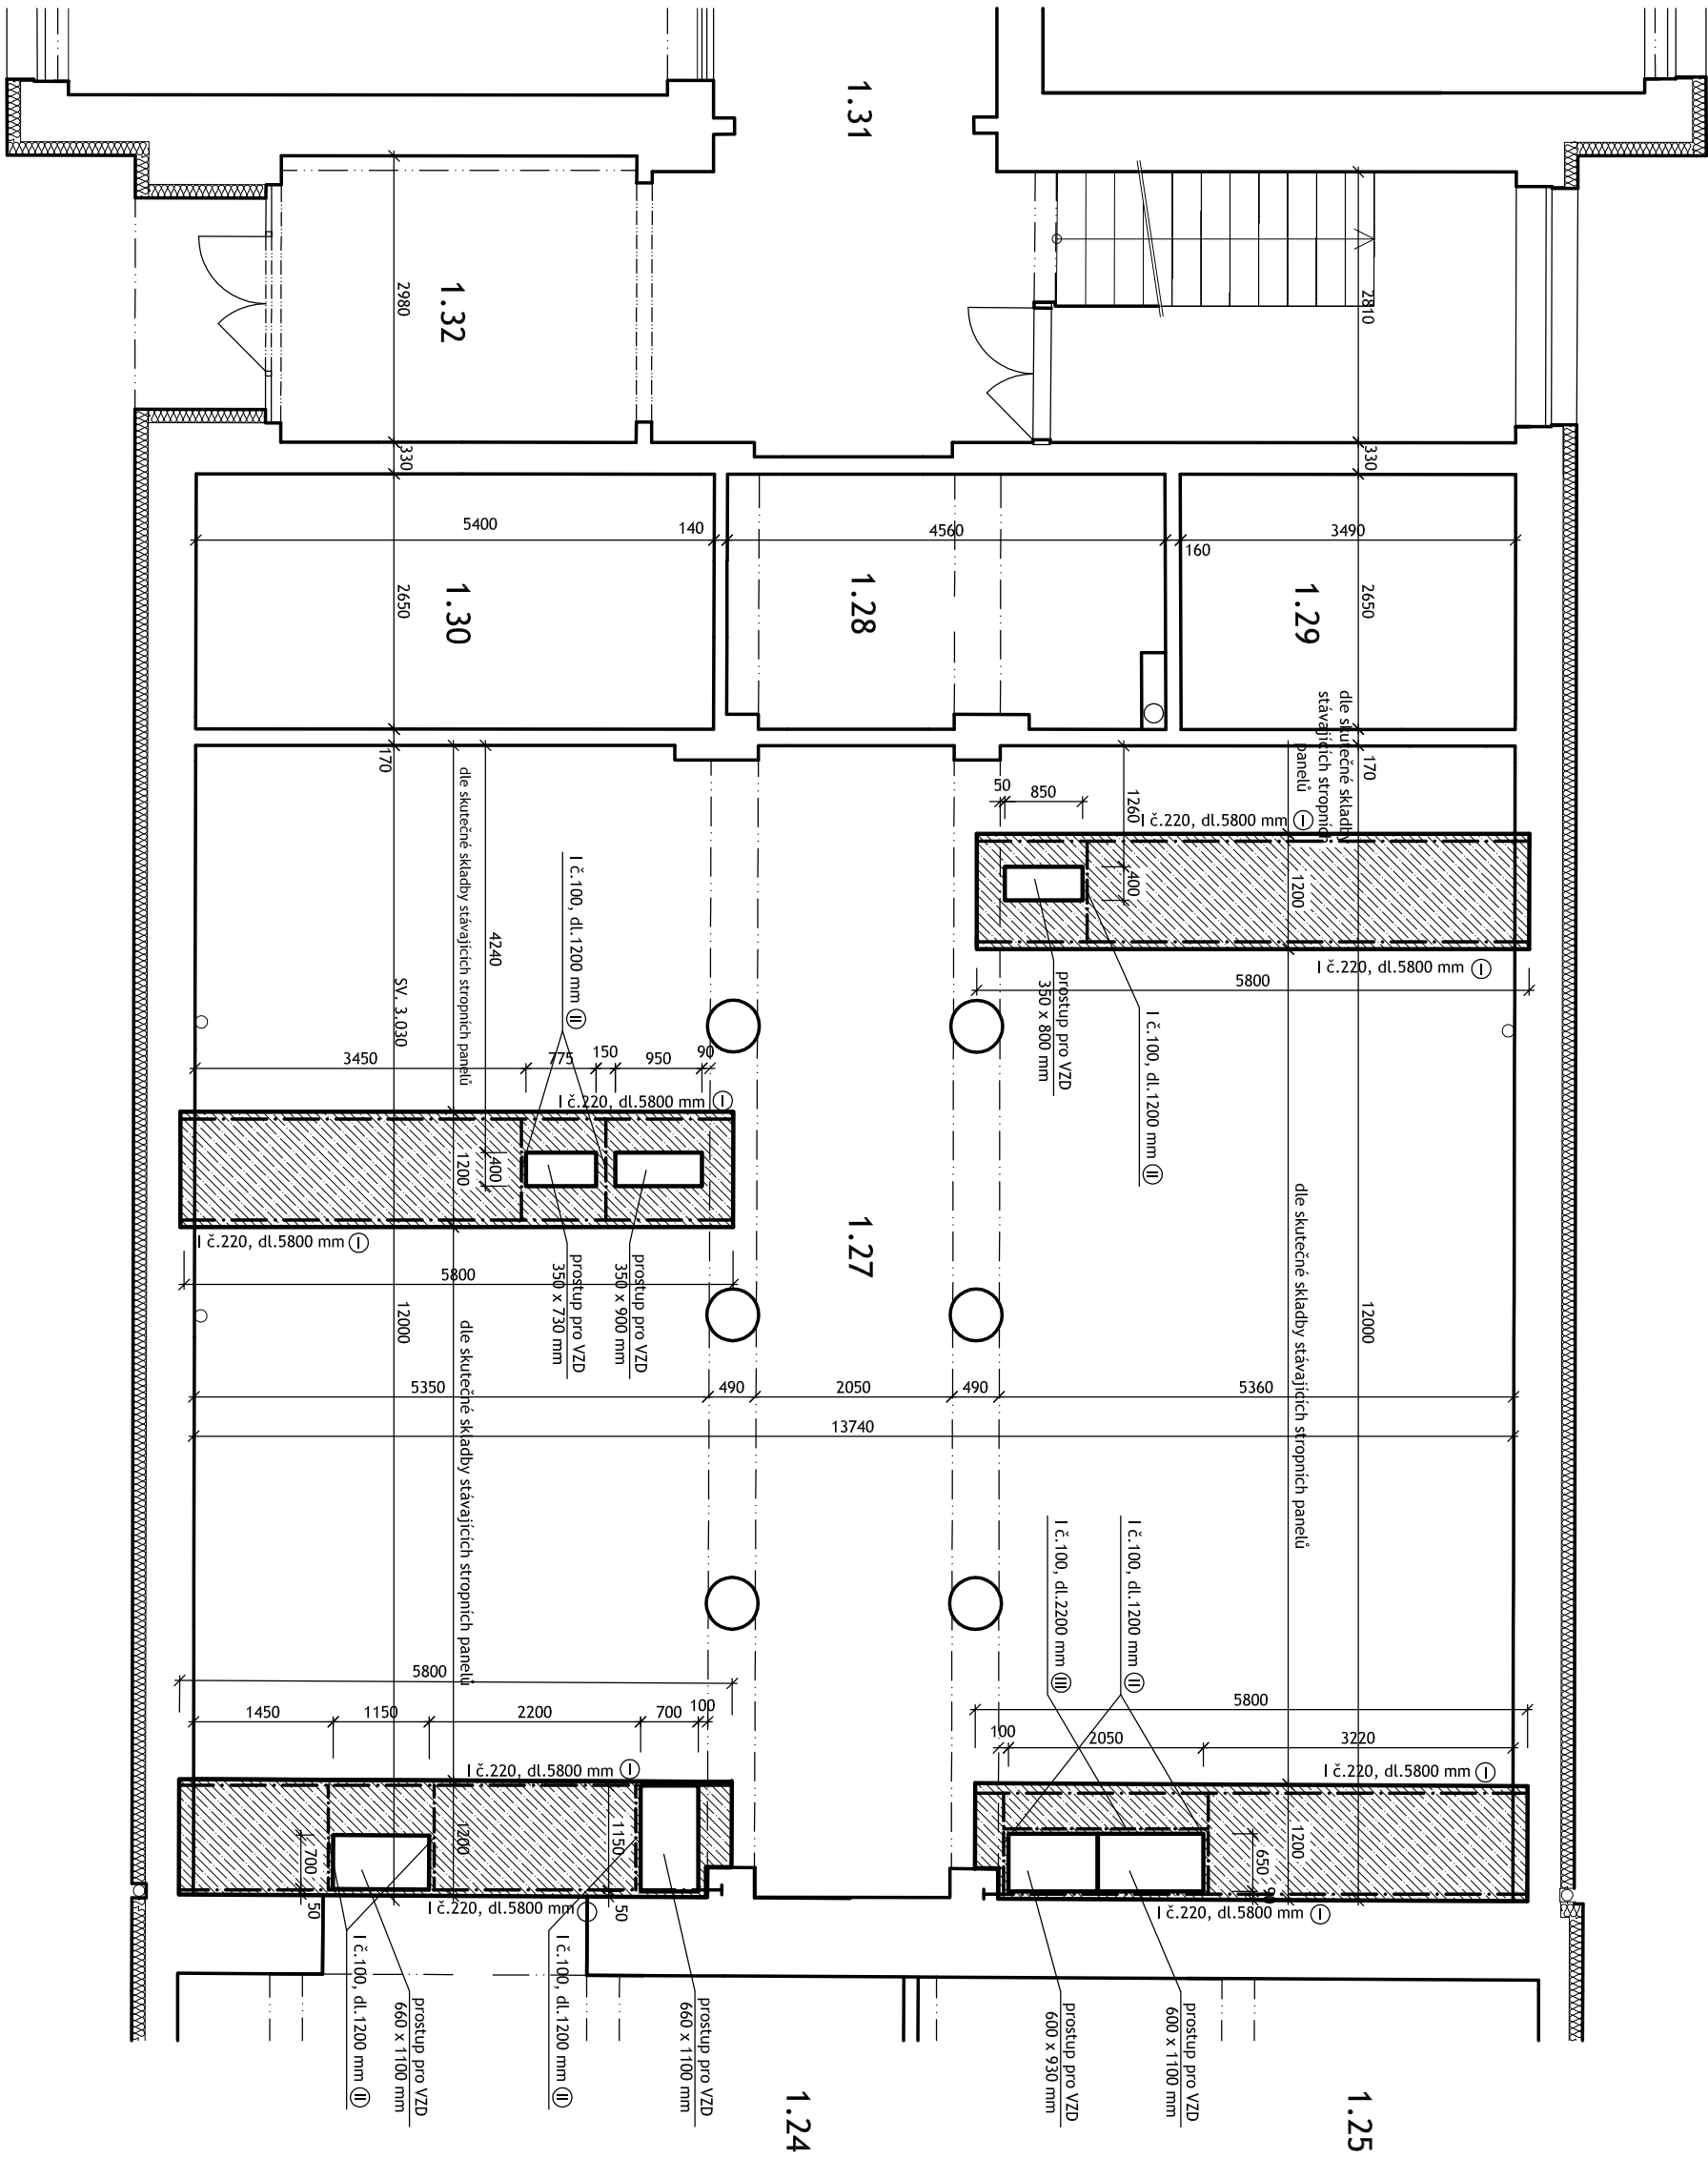 1.31
1.32
2980
2810
330
330
5400
140
4560
160
3490
1.30
2650
1.28
1.29
2650
170
170
dle skutečné skladby
stávajících stropních
panelů
dle skutečné skladby stávajících stropních panelů
4240
SV. 3.030
I č.100, dl.1200 mm II
50
850
1260
I č.220, dl.5800 mm I
400
1200
I č.220, dl.5800 mm I
5800
prostup pro VZD
350 x 800 mm
I č.100, dl.1200 mm II
3450
775
150
950
90
I č.220, dl.5800 mm I
1200
400
I č.220, dl.5800 mm I
5800
prostup pro VZD
350 x 730 mm
prostup pro VZD
350 x 900 mm
1.27
12000
12000
dle skutečné skladby stávajících stropních panelů
dle skutečné skladby stávajících stropních panelů
5350
490
2050
490
5360
13740
I č.100, dl.2200 mm III
I č.100, dl.1200 mm II
5800
1450
1150
2200
700
100
I č.220, dl.5800 mm I
5800
100
2050
3220
I č.220, dl.5800 mm I
700
1200
1150
50
50
I č.220, dl.5800 mm I
650
1200
90
I č.220, dl.5800 mm I
I č.100, dl.1200 mm II
prostup pro VZD
660 x 1100 mm
I č.100, dl.1200 mm II
prostup pro VZD
660 x 1100 mm
prostup pro VZD
600 x 930 mm
prostup pro VZD
600 x 1100 mm
1.24
1.25